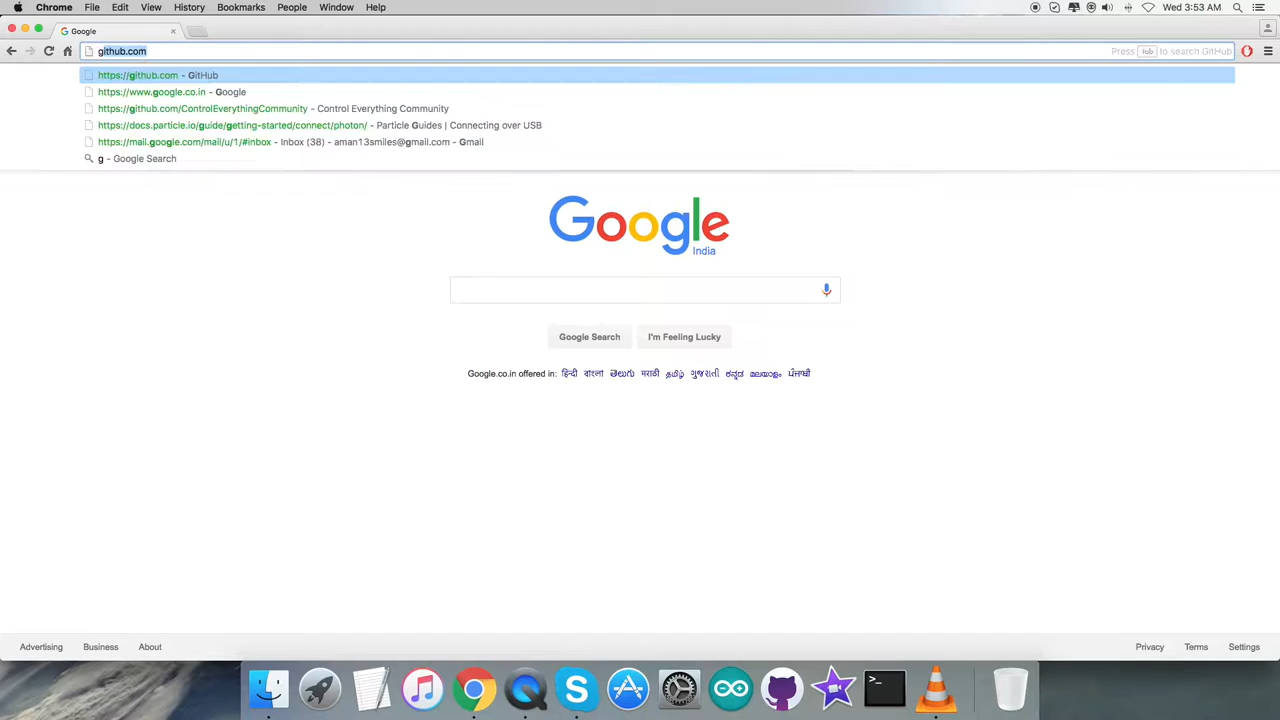 Chrome File Edit View History Bookmarks People Window Help Wed 3:53 AM
Google
github.com Press tab to search GitHub
https://github.com - GitHub
https://www.google.co.in - Google
https://github.com/ControlEverythingCommunity - Control Everything Community
https://docs.particle.io/guide/getting-started/connect/photon/ - Particle Guides | Connecting over USB
https://mail.google.com/mail/u/1/#inbox - Inbox (38) - aman13smiles@gmail.com - Gmail
g - Google Search
Google
India
Google Search I'm Feeling Lucky
Google.co.in offered in: हिन्दी বাংলা తెలుగు मराठी தமிழ் ગુજરાતી ಕನ್ನಡ മലയാളം ਪੰਜਾਬੀ
Advertising Business About Privacy Terms Settings
>_